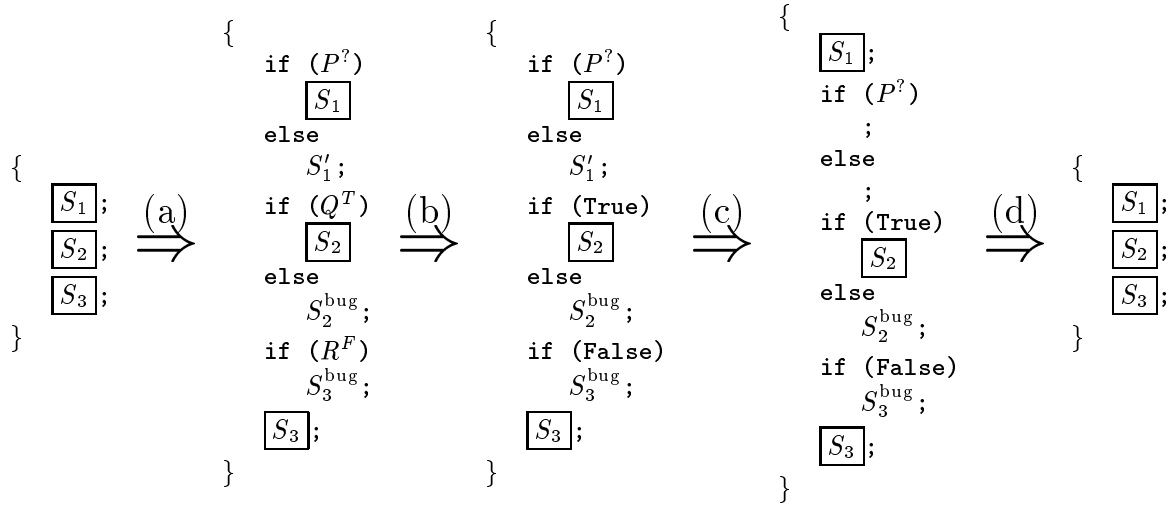 {
S₁;
S₂;
S₃;
}
(a)
⇒
{
if (P?)
S₁
else
S′₁;
if (Qᵀ)
S₂
else
S₂ᵇᵘᵍ;
if (Rᶠ)
S₃ᵇᵘᵍ;
S₃;
}
(b)
⇒
{
if (P?)
S₁
else
S′₁;
if (True)
S₂
else
S₂ᵇᵘᵍ;
if (False)
S₃ᵇᵘᵍ;
S₃;
}
(c)
⇒
{
S₁;
if (P?)
;
else
;
if (True)
S₂
else
S₂ᵇᵘᵍ;
if (False)
S₃ᵇᵘᵍ;
S₃;
}
(d)
⇒
{
S₁;
S₂;
S₃;
}